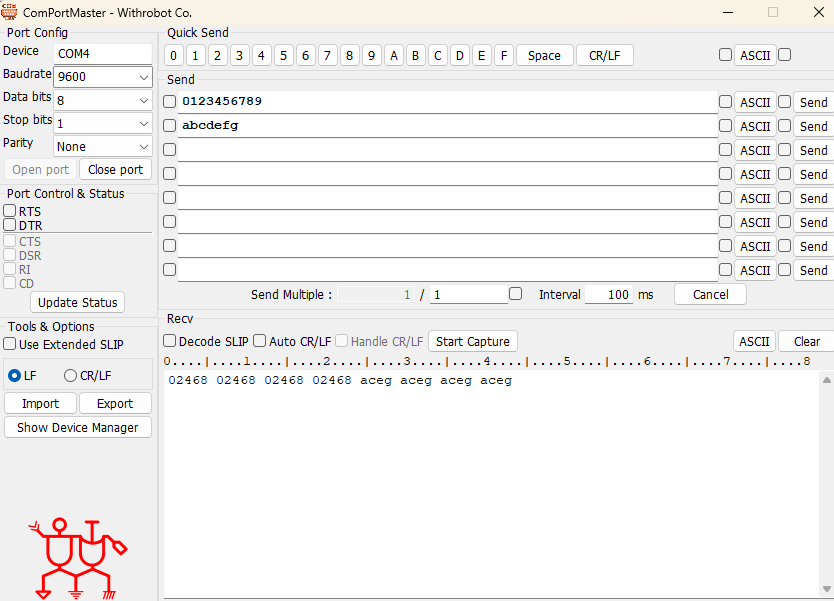 ComPortMaster - Withrobot Co.
Port Config
Device COM4
Baudrate 9600
Data bits 8
Stop bits 1
Parity None
Open port Close port
Port Control & Status
RTS
DTR
CTS
DSR
RI
CD
Update Status
Tools & Options
Use Extended SLIP
LF CR/LF
Import Export
Show Device Manager
Quick Send
0 1 2 3 4 5 6 7 8 9 A B C D E F Space CR/LF ASCII
Send
0123456789 ASCII Send
abcdefg ASCII Send
ASCII Send
ASCII Send
ASCII Send
ASCII Send
ASCII Send
ASCII Send
Send Multiple : 1 / 1 Interval 100 ms Cancel
Recv
Decode SLIP Auto CR/LF Handle CR/LF Start Capture ASCII Clear
0....|....1....|....2....|....3....|....4....|....5....|....6....|....7....|....8
02468 02468 02468 02468 aceg aceg aceg aceg